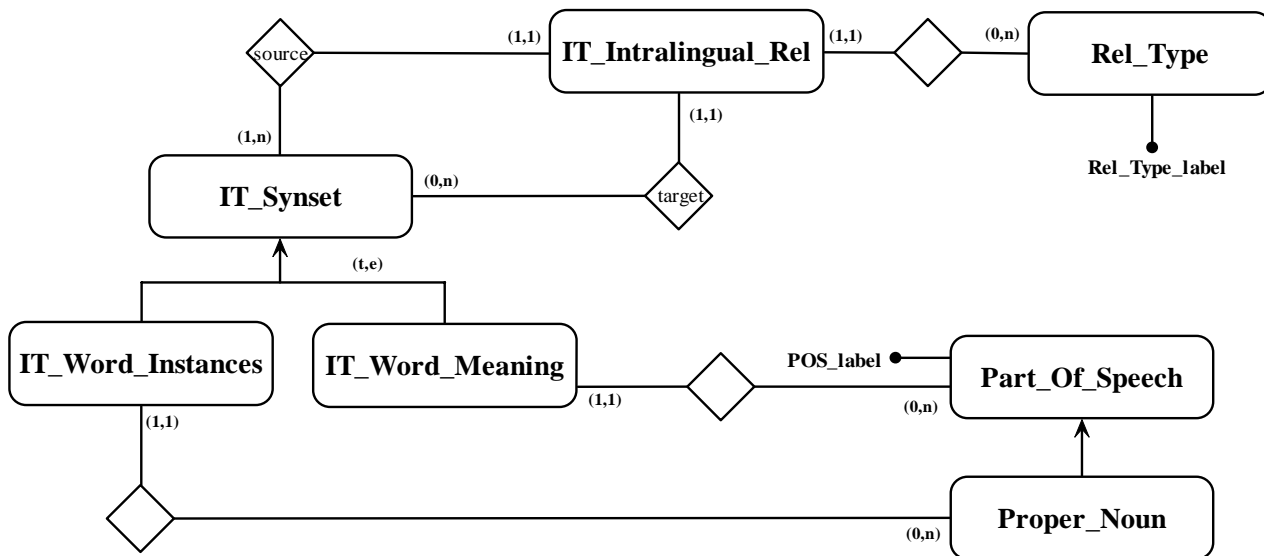 source
(1,1)
IT_Intralingual_Rel
(1,1)
(0,n)
Rel_Type
(1,1)
(1,n)
Rel_Type_label
IT_Synset
(0,n)
target
(t,e)
IT_Word_Instances
IT_Word_Meaning
POS_label
Part_Of_Speech
(1,1)
(1,1)
(0,n)
Proper_Noun
(0,n)